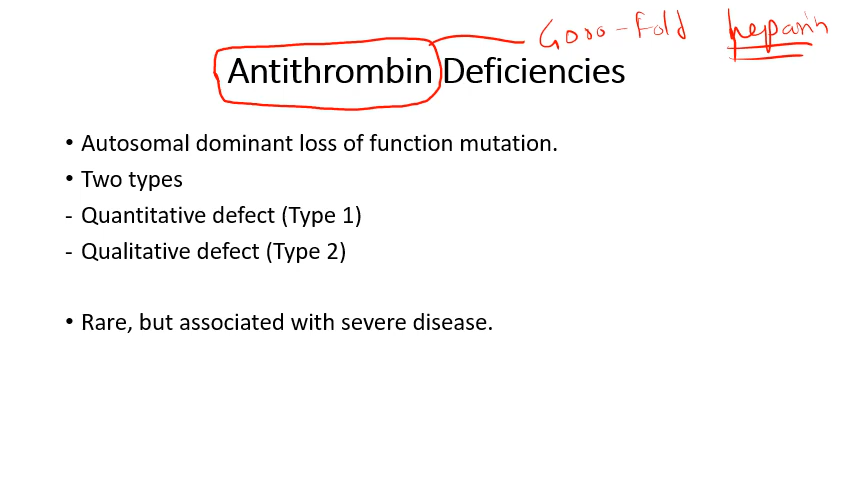 1000-Fold heparin
Antithrombin Deficiencies
• Autosomal dominant loss of function mutation.
• Two types
- Quantitative defect (Type 1)
- Qualitative defect (Type 2)
• Rare, but associated with severe disease.